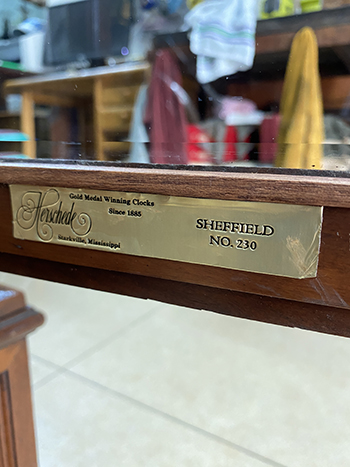 Gold Medal Winning Clocks
Herschede
Since 1885
Starkville, Mississippi
SHEFFIELD
NO. 230